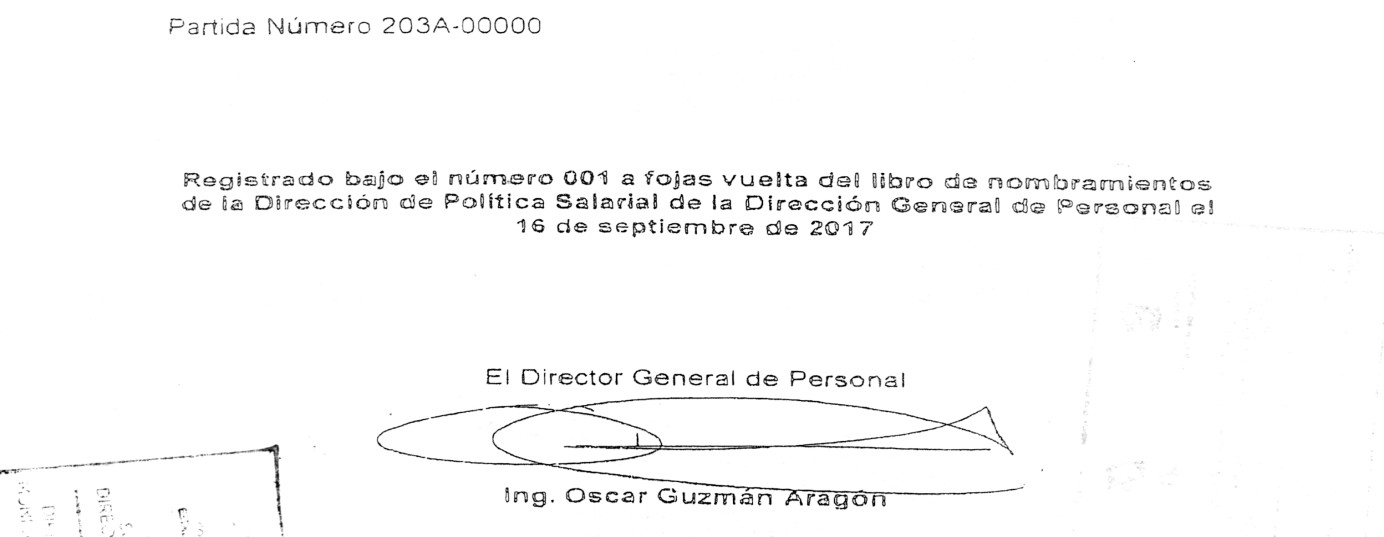 Partida Número 203A-00000
Registrado bajo el número 001 a fojas vuelta del libro de nombramientos
de la Dirección de Política Salarial de la Dirección General de Personal el
16 de septiembre de 2017
El Director General de Personal
Ing. Oscar Guzmán Aragón
DIREC